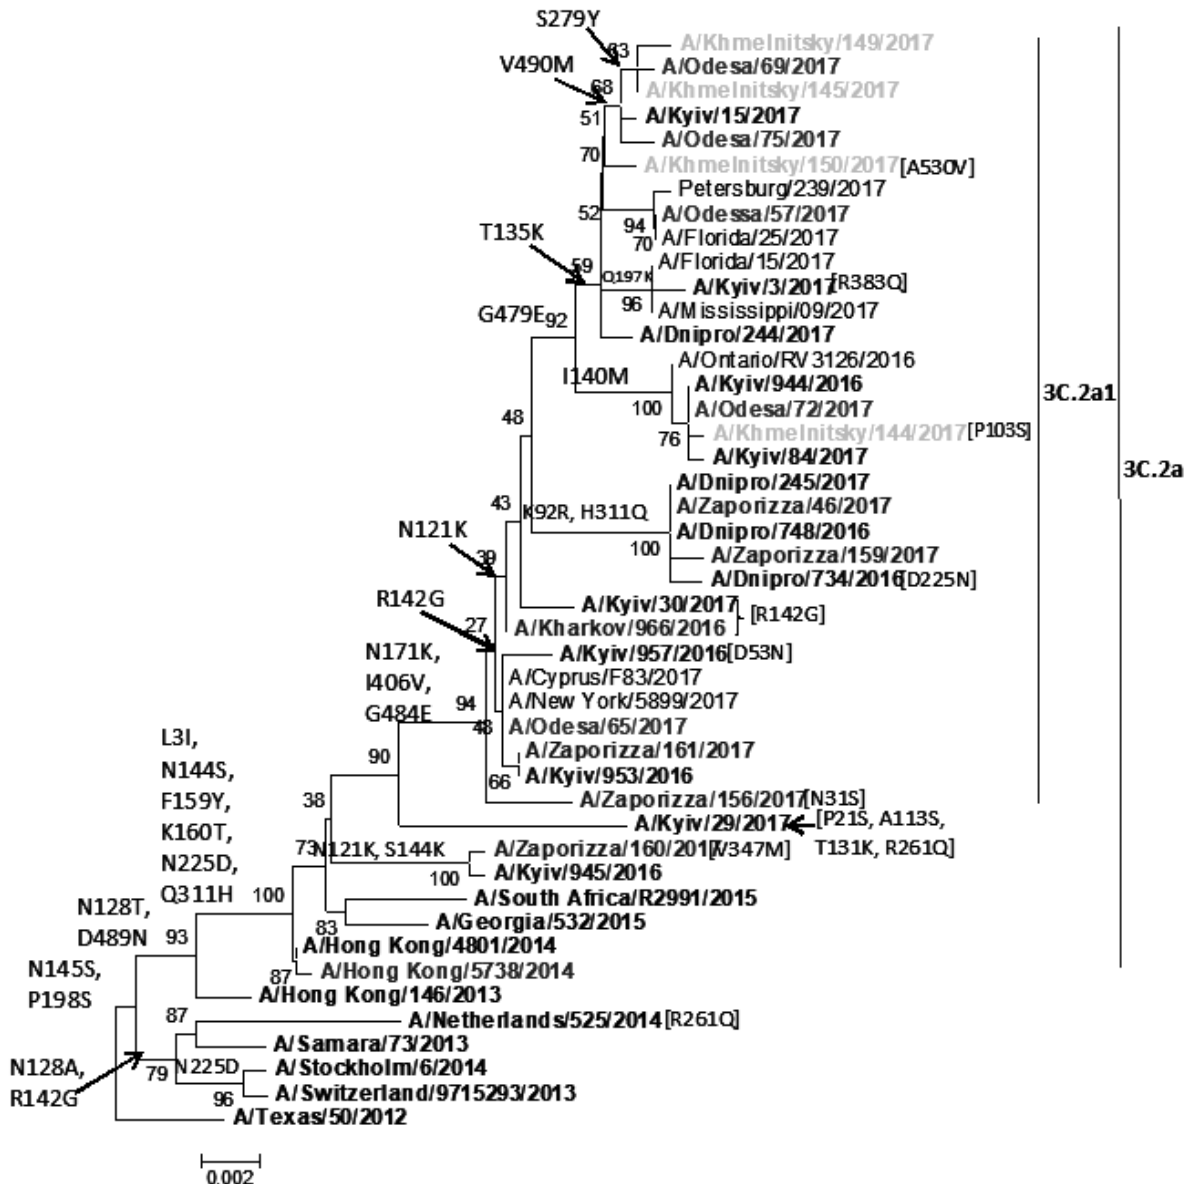 S279Y
83
A/Khmelnitsky/149/2017
V490M
A/Odesa/69/2017
68
A/Khmelnitsky/145/2017
51
A/Kyiv/15/2017
A/Odesa/75/2017
70
A/Khmelnitsky/150/2017[A530V]
Petersburg/239/2017
52
A/Odessa/57/2017
94
T135K
70
A/Florida/25/2017
59
A/Florida/15/2017
Q197K
A/Kyiv/3/2017[R383Q]
96
A/Mississippi/09/2017
G479E
92
A/Dnipro/244/2017
A/Ontario/RV3126/2016
I140M
A/Kyiv/944/2016
3C.2a1
100
A/Odesa/72/2017
48
A/Khmelnitsky/144/2017[P103S]
76
A/Kyiv/84/2017
3C.2a
A/Dnipro/245/2017
43
K92R, H311Q
A/Zaporizza/46/2017
N121K
A/Dnipro/748/2016
100
39
A/Zaporizza/159/2017
A/Dnipro/734/2016[D225N]
R142G
A/Kyiv/30/2017
[R142G]
27
A/Kharkov/966/2016
N171K,
I406V,
G484E
A/Kyiv/957/2016[D53N]
A/Cyprus/F83/2017
94
A/New York/5899/2017
48
A/Odesa/65/2017
L3I,
N144S,
F159Y,
K160T,
N225D,
Q311H
90
A/Zaporizza/161/2017
66
A/Kyiv/953/2016
38
A/Zaporizza/156/2017[N31S]
A/Kyiv/29/2017
[P21S, A113S,
T131K, R261Q]
73
N121K, S144K
A/Zaporizza/160/2017[V347M]
100
A/Kyiv/945/2016
100
A/South Africa/R2991/2015
N128T,
D489N
83
A/Georgia/532/2015
93
A/Hong Kong/4801/2014
N145S,
P198S
87
A/Hong Kong/5738/2014
A/Hong Kong/146/2013
87
A/Netherlands/525/2014[R261Q]
A/Samara/73/2013
N128A,
R142G
79
N225D
A/Stockholm/6/2014
96
A/Switzerland/9715293/2013
A/Texas/50/2012
0.002